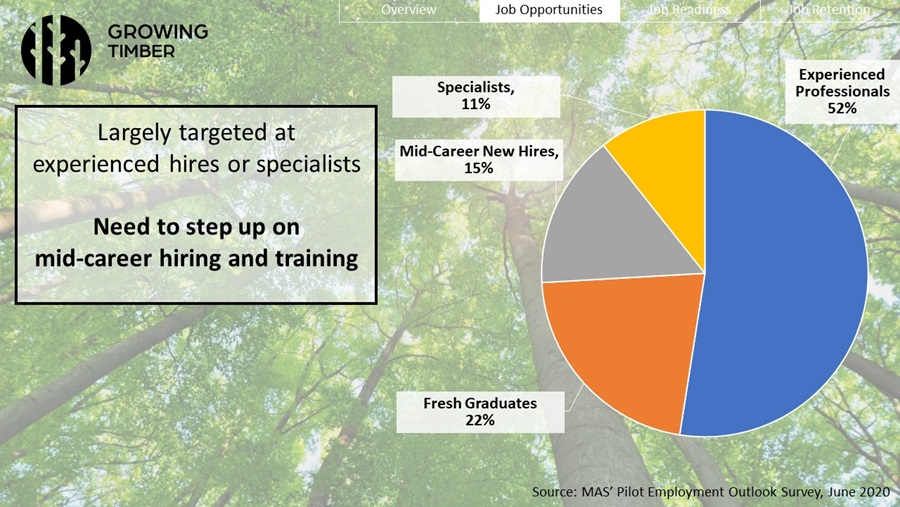 Overview
Job Opportunities
Job Readiness
Job Retention
GROWING
TIMBER
Largely targeted at
experienced hires or specialists
Need to step up on
mid-career hiring and training
Specialists,
11%
Experienced
Professionals
52%
Mid-Career New Hires,
15%
Fresh Graduates
22%
Source: MAS' Pilot Employment Outlook Survey, June 2020